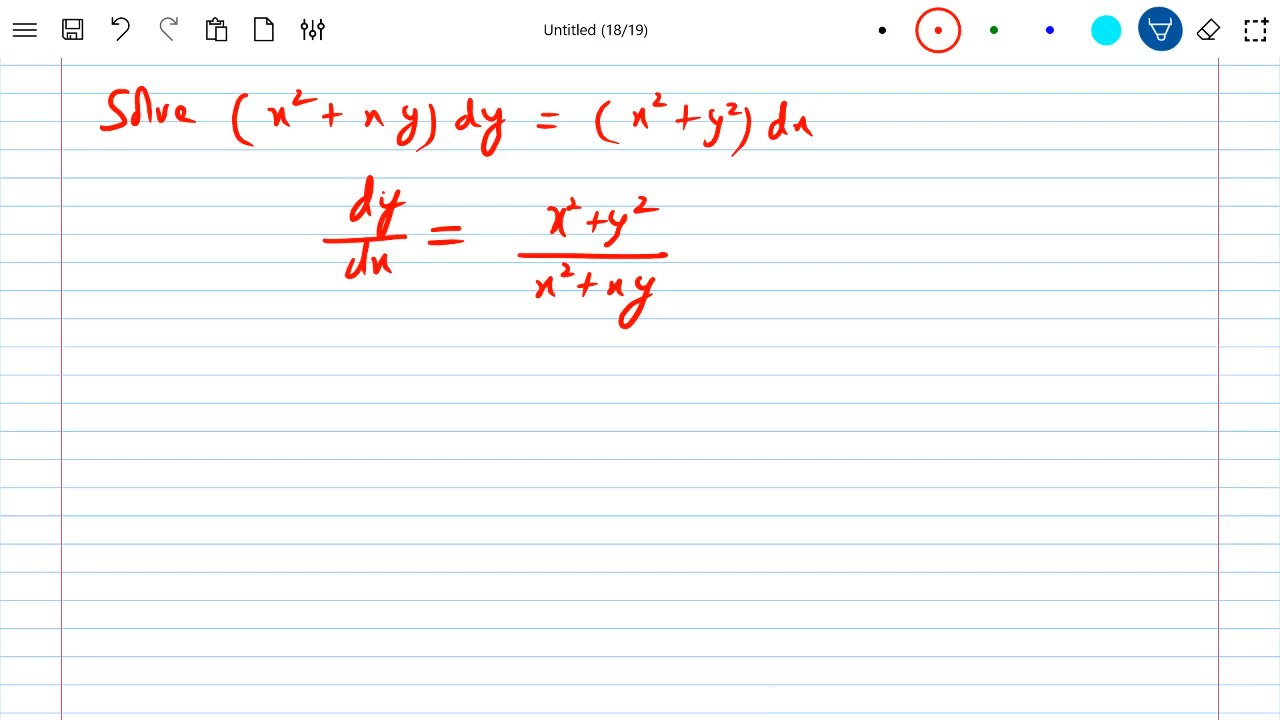 Untitled (18/19)
Solve (x² + xy) dy = (x² + y²) dx
dy/dx = x² + y² / x² + xy